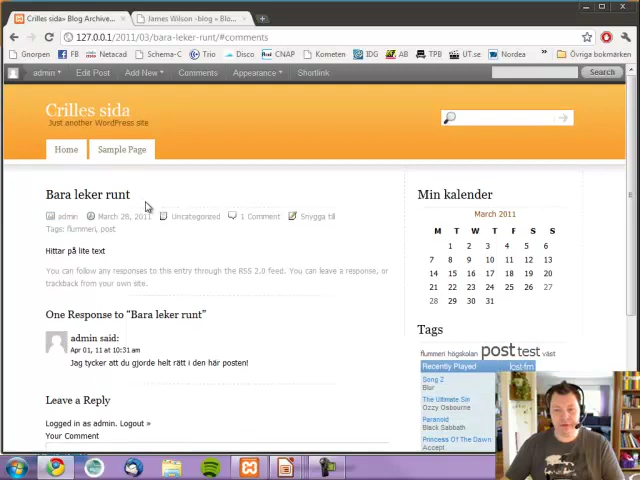 Crilles sida» Blog Archive...
James Wilson -blog « Blo...
127.0.0.1/2011/03/bara-leker-runt/#comments
Gnorpen FB Netacad Schema-C Trio Disco CNAP Kometen IDG AB TPB UT.se Nordea » Övriga bokmärken
admin Edit Post Add New Comments Appearance Shortlink Search
Crilles sida
Just another WordPress site
Home Sample Page
Bara leker runt
admin March 28, 2011 Uncategorized 1 Comment Snygga till
Tags: flummeri, post
Hittar på lite text
You can follow any responses to this entry through the RSS 2.0 feed. You can leave a response, or
trackback from your own site.
One Response to “Bara leker runt”
admin said:
Apr 01, 11 at 10:31 am
Jag tycker att du gjorde helt rätt i den här posten!
Leave a Reply
Logged in as admin. Logout »
Your Comment
Min kalender
March 2011
M T W T F S S
1 2 3 4 5 6
7 8 9 10 11 12 13
14 15 16 17 18 19 20
21 22 23 24 25 26 27
28 29 30 31
Tags
flummeri högskolan post test väst
Recently Played last.fm
Song 2
Blur
The Ultimate Sin
Ozzy Osbourne
Paranoid
Black Sabbath
Princess Of The Dawn
Accept